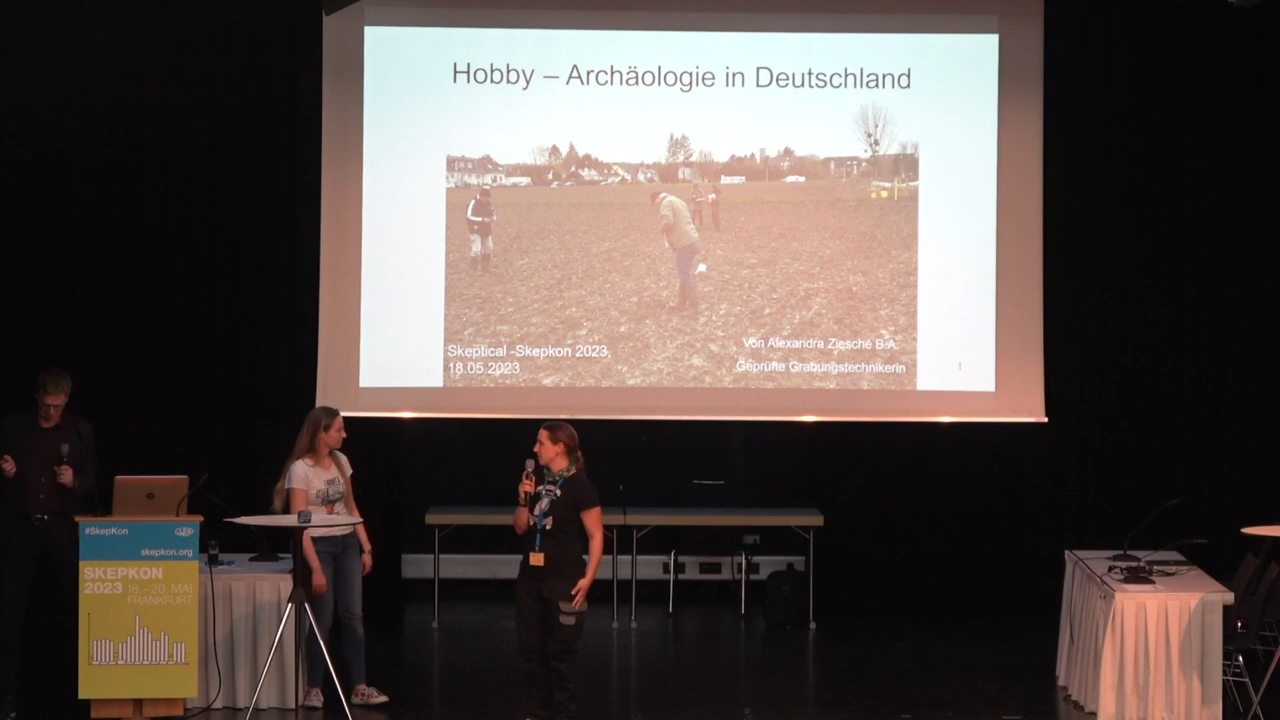 Hobby – Archäologie in Deutschland
Skeptical -Skepkon 2023,
18.05.2023
Von Alexandra Ziesché B.A.
Geprüfte Grabungstechnikerin
#SkepKon
GWUP
skepkon.org
SKEPKON
2023 18.–20. MAI
FRANKFURT